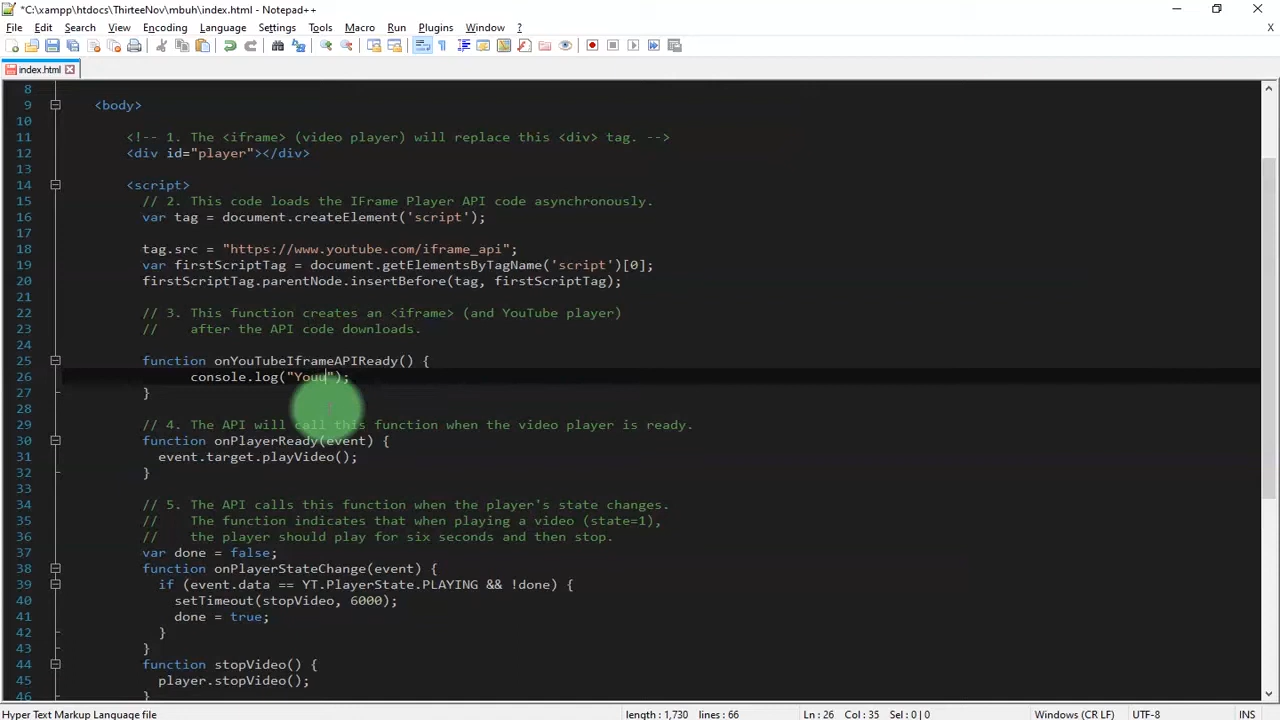 *C:\xampp\htdocs\ThirteeNov\mbuh\index.html - Notepad++
File Edit Search View Encoding Language Settings Tools Macro Run Plugins Window ? X
index.html
8
9 <body>
10
11 <!-- 1. The <iframe> (video player) will replace this <div> tag. -->
12 <div id="player"></div>
13
14 <script>
15 // 2. This code loads the IFrame Player API code asynchronously.
16 var tag = document.createElement('script');
17
18 tag.src = "https://www.youtube.com/iframe_api";
19 var firstScriptTag = document.getElementsByTagName('script')[0];
20 firstScriptTag.parentNode.insertBefore(tag, firstScriptTag);
21
22 // 3. This function creates an <iframe> (and YouTube player)
23 // after the API code downloads.
24
25 function onYouTubeIframeAPIReady() {
26 console.log("Youu");
27 }
28
29 // 4. The API will call this function when the video player is ready.
30 function onPlayerReady(event) {
31 event.target.playVideo();
32 }
33
34 // 5. The API calls this function when the player's state changes.
35 // The function indicates that when playing a video (state=1),
36 // the player should play for six seconds and then stop.
37 var done = false;
38 function onPlayerStateChange(event) {
39 if (event.data == YT.PlayerState.PLAYING && !done) {
40 setTimeout(stopVideo, 6000);
41 done = true;
42 }
43 }
44 function stopVideo() {
45 player.stopVideo();
46 }
Hyper Text Markup Language file length : 1,730 lines : 66 Ln : 26 Col : 35 Sel : 0 | 0 Windows (CR LF) UTF-8 INS